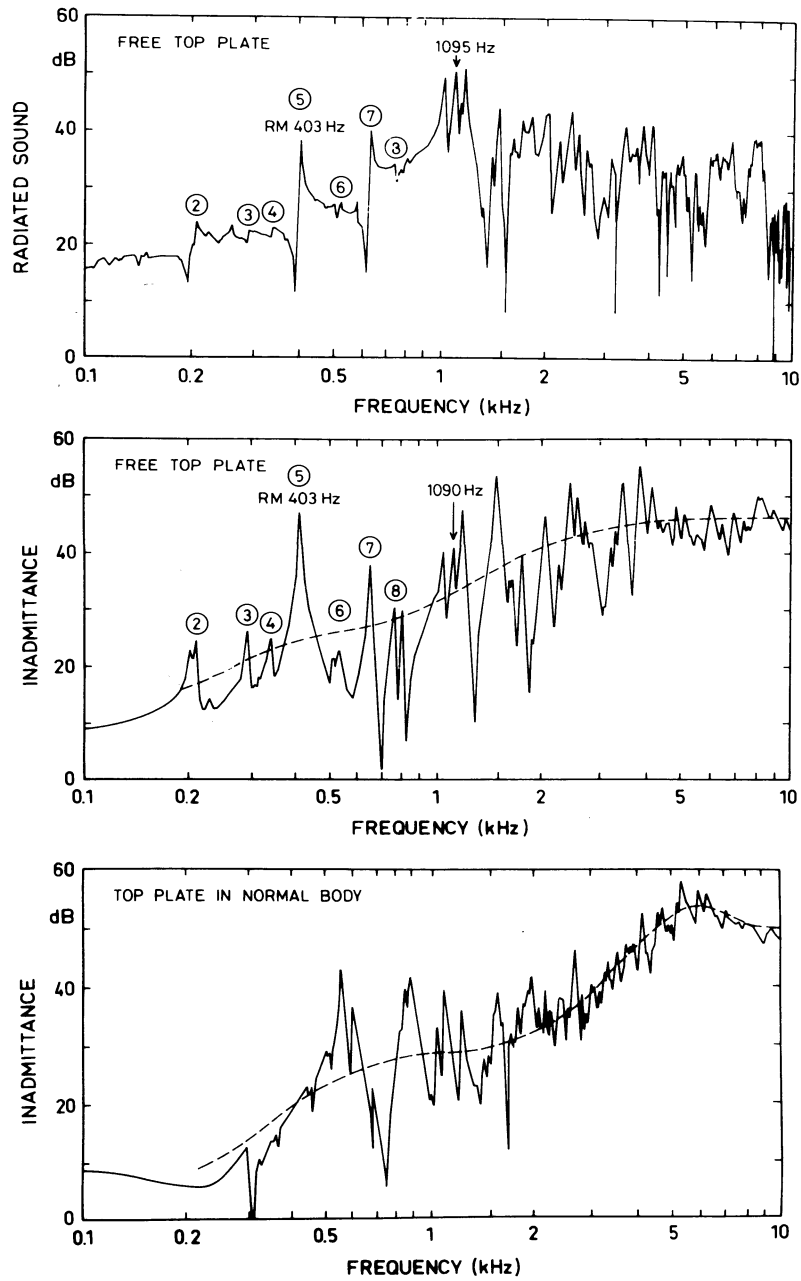 60
FREE TOP PLATE
dB
1095 Hz
5
RM 403 Hz
7
40
3
RADIATED SOUND
2
3
4
6
20
0
0.1 0.2 0.5 1 2 5 10
FREQUENCY (kHz)
60
FREE TOP PLATE
dB
5
RM 403 Hz
1090 Hz
7
40
8
INADMITTANCE
2
3
4
6
20
0
0.1 0.2 0.5 1 2 5 10
FREQUENCY (kHz)
60
TOP PLATE IN NORMAL BODY
dB
40
INADMITTANCE
20
0
0.1 0.2 0.5 1 2 5 10
FREQUENCY (kHz)